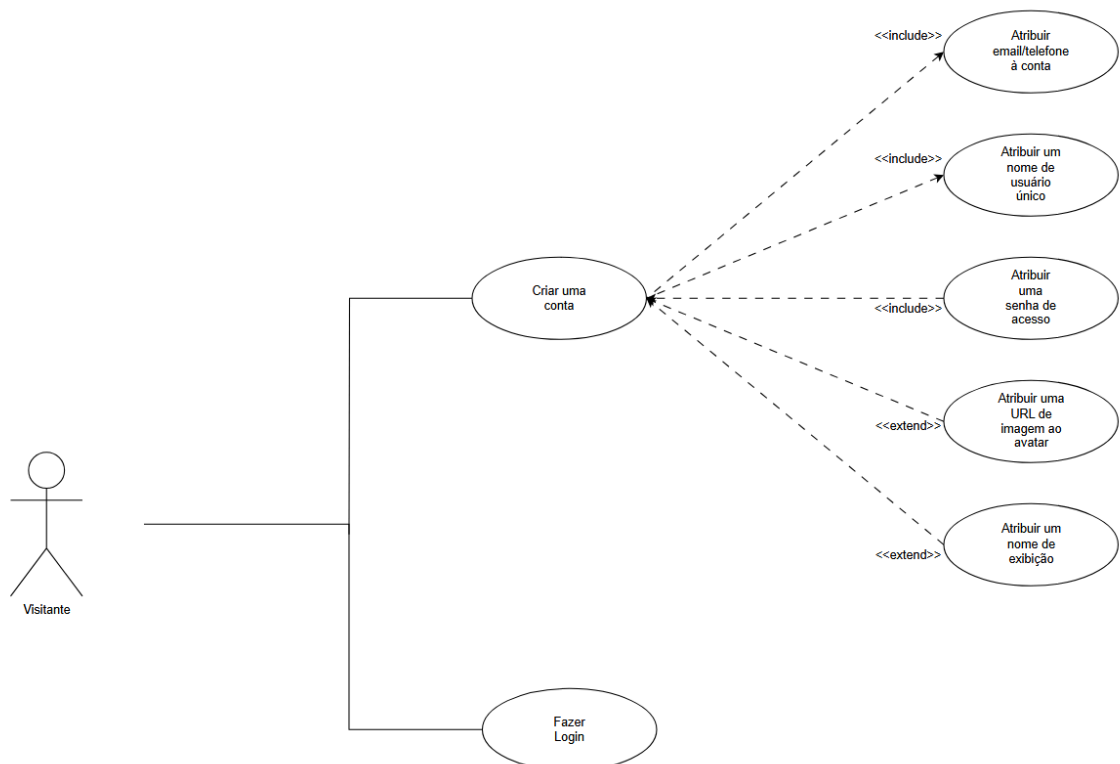 <<include>>
Atribuir
email/telefone
à conta
<<include>>
Atribuir um
nome de
usuário
único
Criar uma
conta
<<include>>
Atribuir
uma
senha de
acesso
<<extend>>
Atribuir uma
URL de
imagem ao
avatar
<<extend>>
Atribuir um
nome de
exibição
Visitante
Fazer
Login